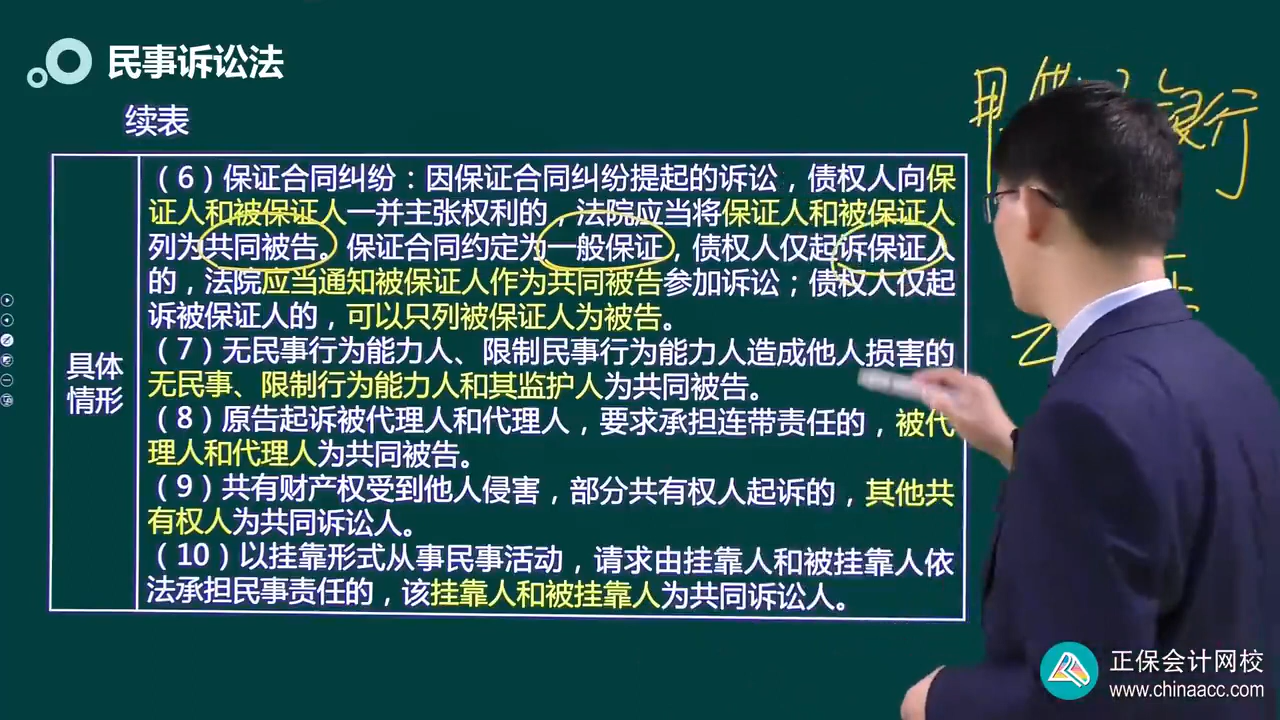 民事诉讼法
续表
具体
情形
（6）保证合同纠纷：因保证合同纠纷提起的诉讼，债权人向保
证人和被保证人一并主张权利的，法院应当将保证人和被保证人
列为共同被告。保证合同约定为一般保证，债权人仅起诉保证人
的，法院应当通知被保证人作为共同被告参加诉讼；债权人仅起
诉被保证人的，可以只列被保证人为被告。
（7）无民事行为能力人、限制民事行为能力人造成他人损害的
无民事、限制行为能力人和其监护人为共同被告。
（8）原告起诉被代理人和代理人，要求承担连带责任的，被代
理人和代理人为共同被告。
（9）共有财产权受到他人侵害，部分共有权人起诉的，其他共
有权人为共同诉讼人。
（10）以挂靠形式从事民事活动，请求由挂靠人和被挂靠人依
法承担民事责任的，该挂靠人和被挂靠人为共同诉讼人。
甲 银行
乙
正保会计网校
www.chinaacc.com